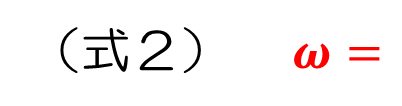 （式２）　　ω =